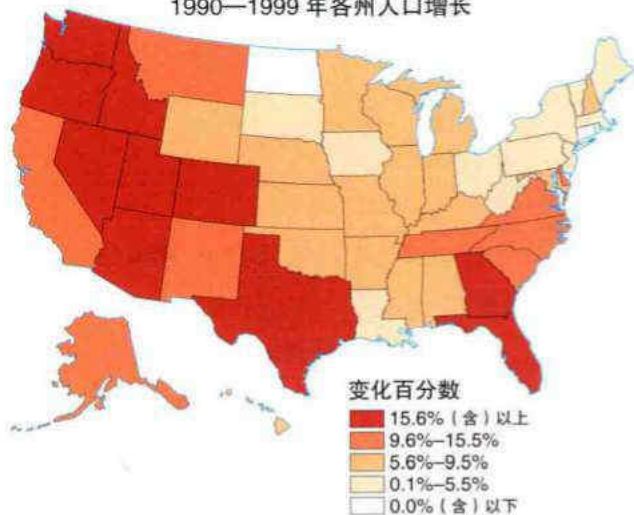 1990—1999 年各州人口增长
变化百分数
15.6%（含）以上
9.6%–15.5%
5.6%–9.5%
0.1%–5.5%
0.0%（含）以下